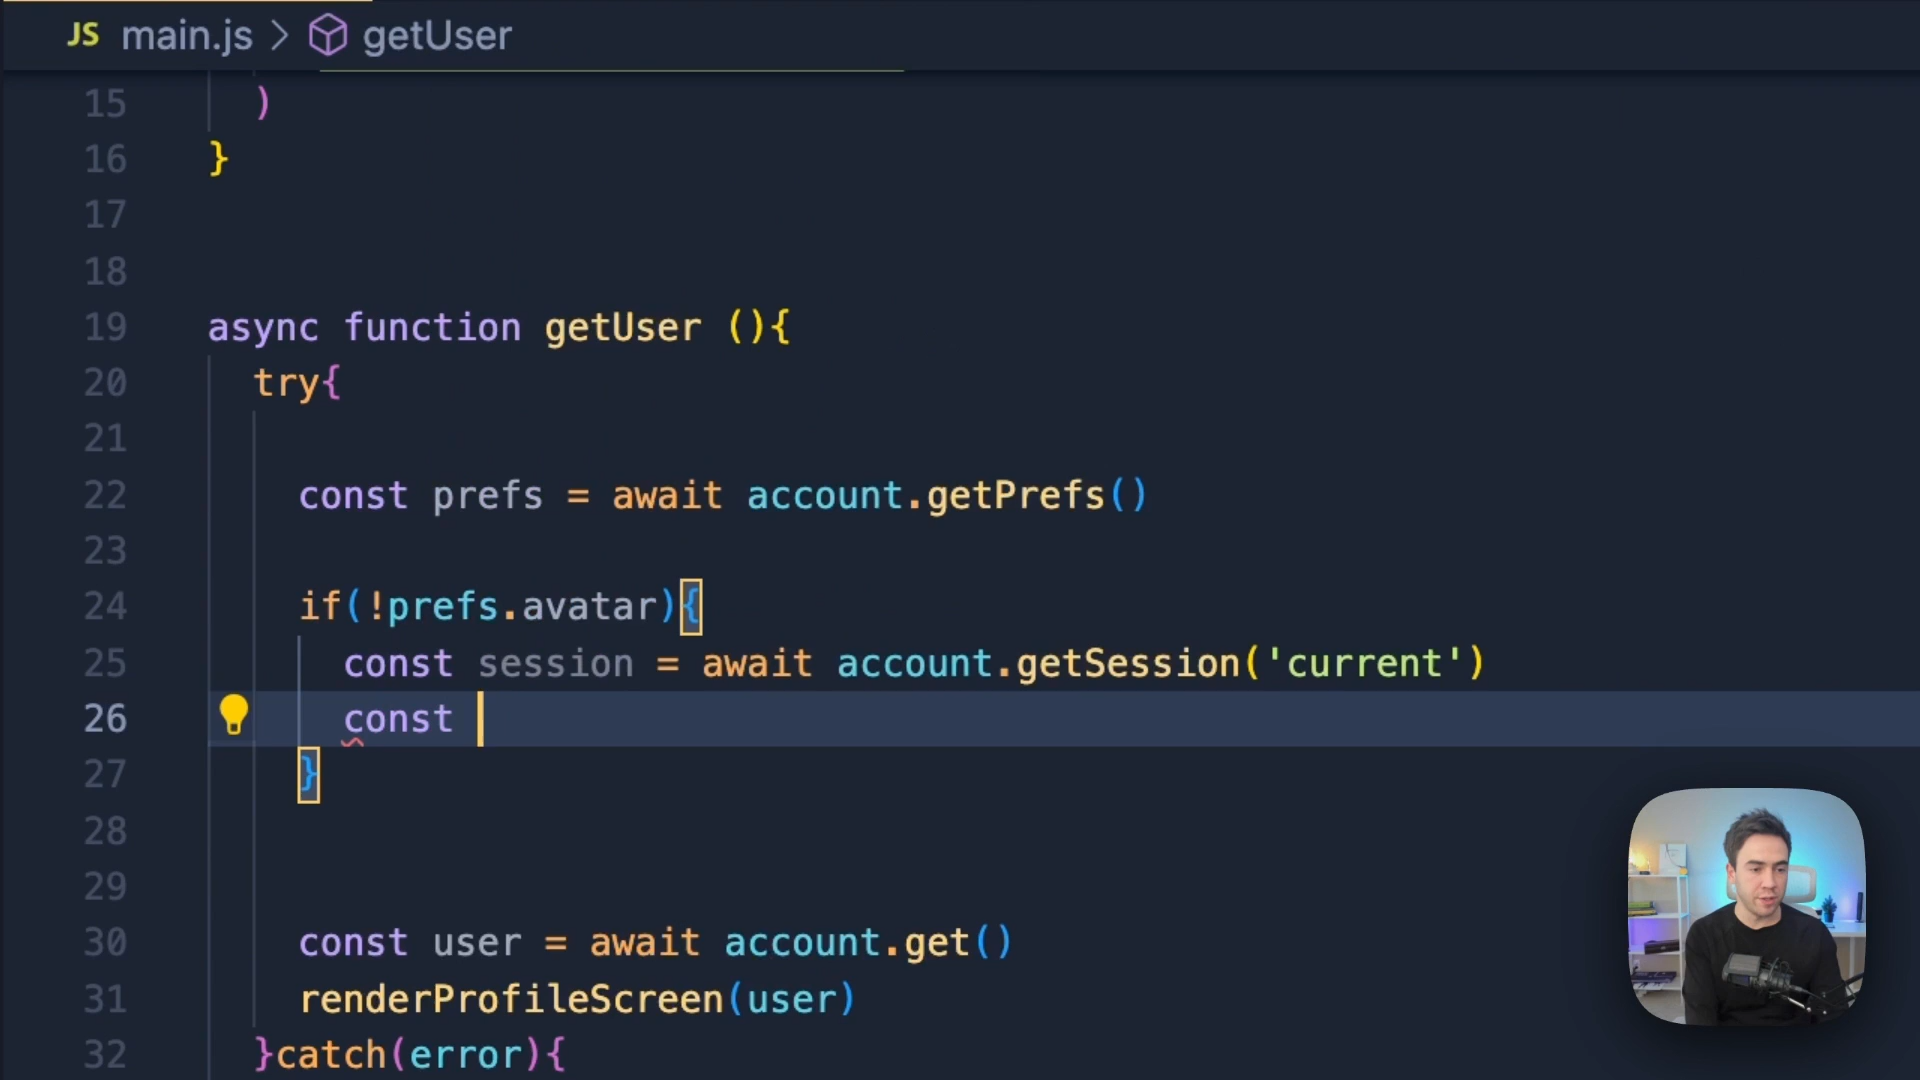 JS main.js > getUser
15 )
16 }
17
18
19 async function getUser (){
20 try{
21
22 const prefs = await account.getPrefs()
23
24 if(!prefs.avatar){
25 const session = await account.getSession('current')
26 const
27 }
28
29
30 const user = await account.get()
31 renderProfileScreen(user)
32 }catch(error){